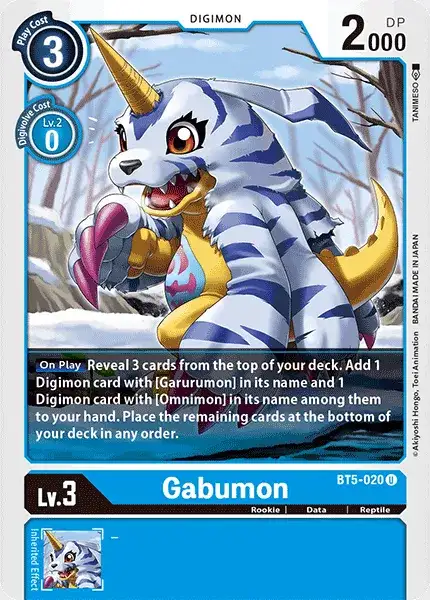 DIGIMON
Play Cost
3
DP
2000
Digivolve Cost
Lv.2
0
TANIMESO
On Play Reveal 3 cards from the top of your deck. Add 1
Digimon card with [Garurumon] in its name and 1
Digimon card with [Omnimon] in its name among them
to your hand. Place the remaining cards at the bottom of
your deck in any order.
©Akiyoshi Hongo, Toei Animation BANDAI MADE IN JAPAN
Lv.3
Gabumon
BT5-020 U
Rookie | Data | Reptile
Inherited Effect
–